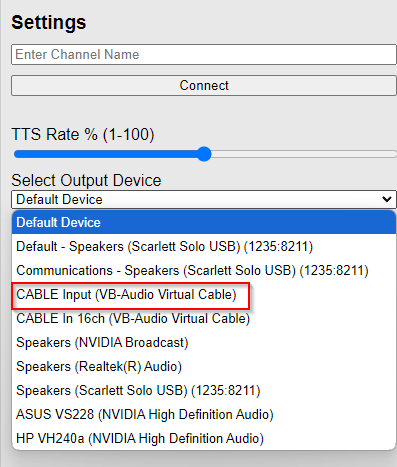 Settings
Enter Channel Name
Connect
TTS Rate % (1-100)
Select Output Device
Default Device
Default Device
Default - Speakers (Scarlett Solo USB) (1235:8211)
Communications - Speakers (Scarlett Solo USB) (1235:8211)
CABLE Input (VB-Audio Virtual Cable)
CABLE In 16ch (VB-Audio Virtual Cable)
Speakers (NVIDIA Broadcast)
Speakers (Realtek(R) Audio)
Speakers (Scarlett Solo USB) (1235:8211)
ASUS VS228 (NVIDIA High Definition Audio)
HP VH240a (NVIDIA High Definition Audio)